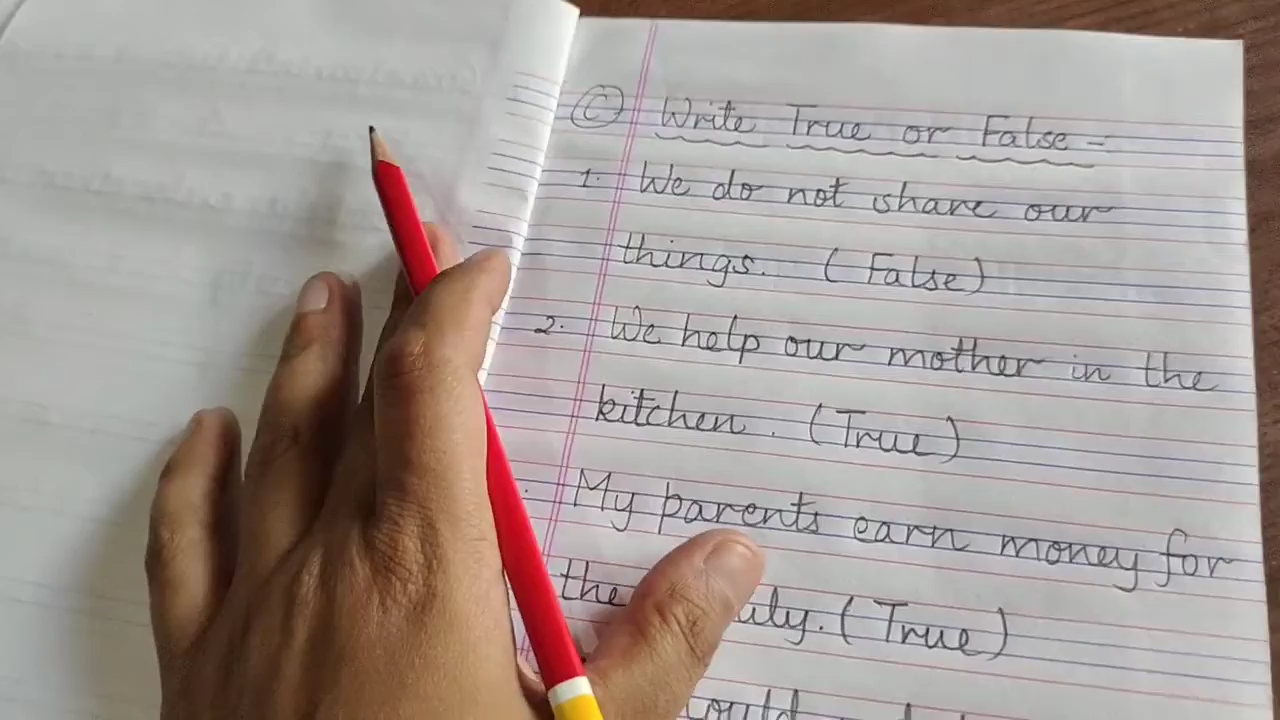 C Write True or False -
1. We do not share our
things. (False)
2. We help our mother in the
kitchen. (True)
My parents earn money for
the (True)